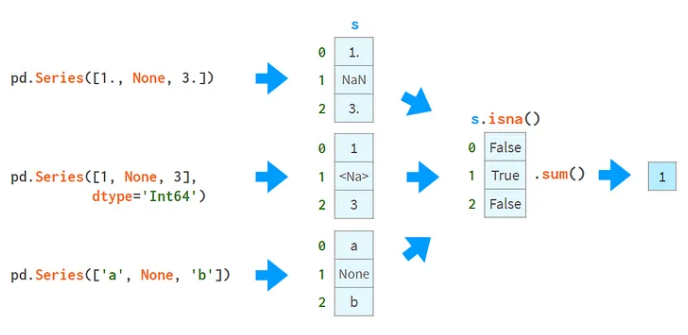 s
pd.Series([1., None, 3.])
0 1.
1 NaN
2 3.
pd.Series([1, None, 3],
dtype='Int64')
0 1
1 <Na>
2 3
pd.Series(['a', None, 'b'])
0 a
1 None
2 b
s.isna()
0 False
1 True
2 False
.sum()
1